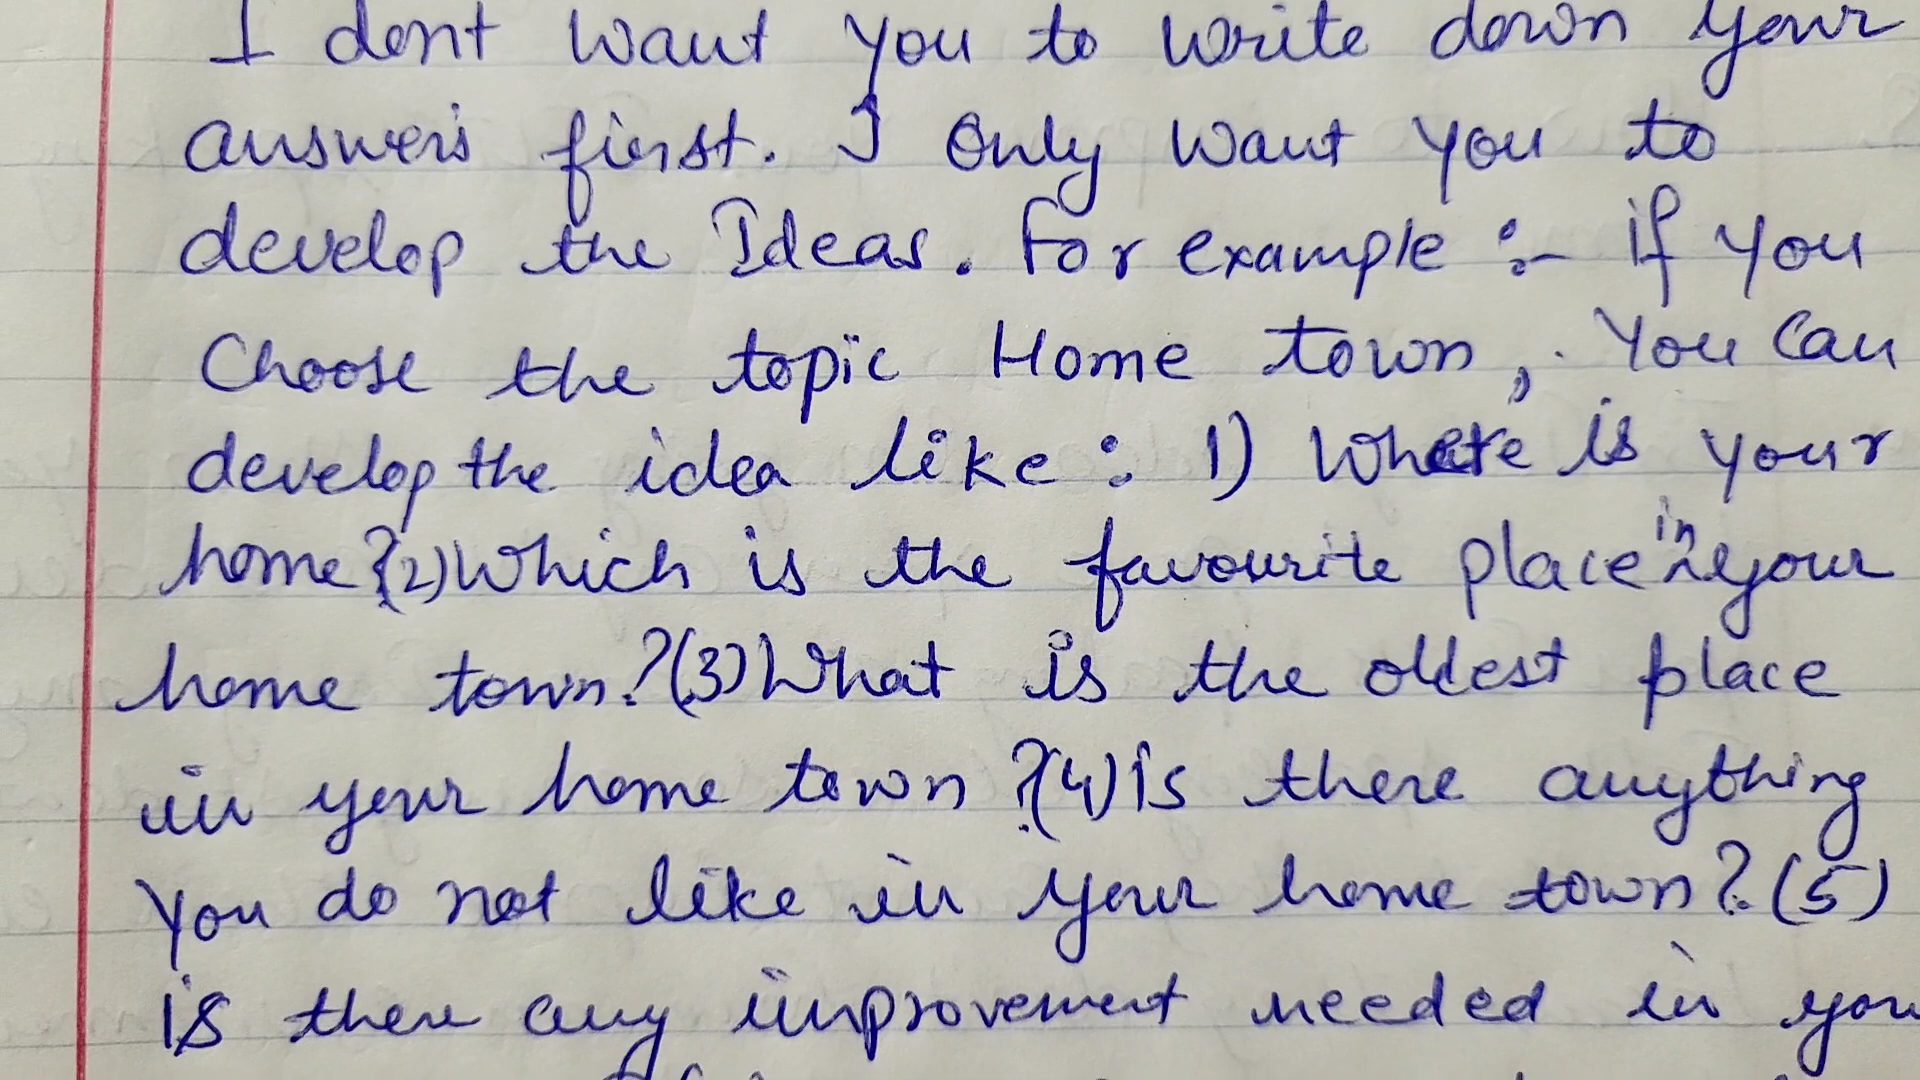 I dont want you to write down your
answers first. I only want you to
develop the Ideas. For example :- if you
Choose the topic Home town, You Can
develop the idea like : 1) Where is your
home? (2) Which is the favourite place in your
home town? (3) What is the oldest place
in your home town? (4) is there anything
You do not like in your home town? (5)
is there any improvement needed in you